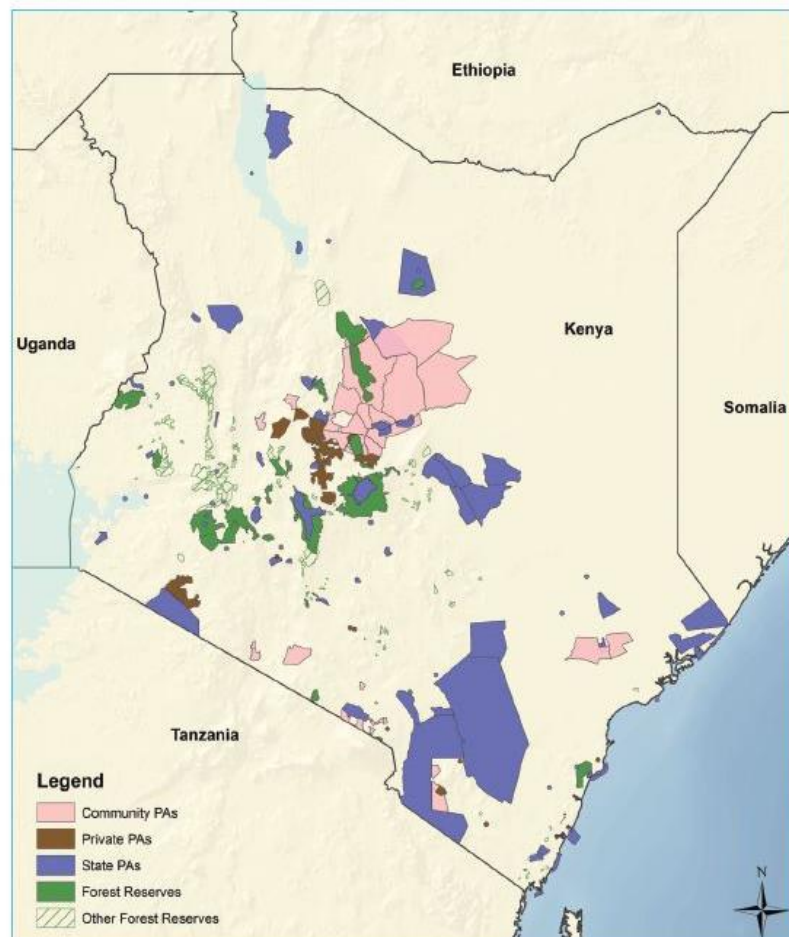 Ethiopia
Kenya
Uganda
Somalia
Tanzania
Legend
Community PAs
Private PAs
State PAs
Forest Reserves
Other Forest Reserves
N